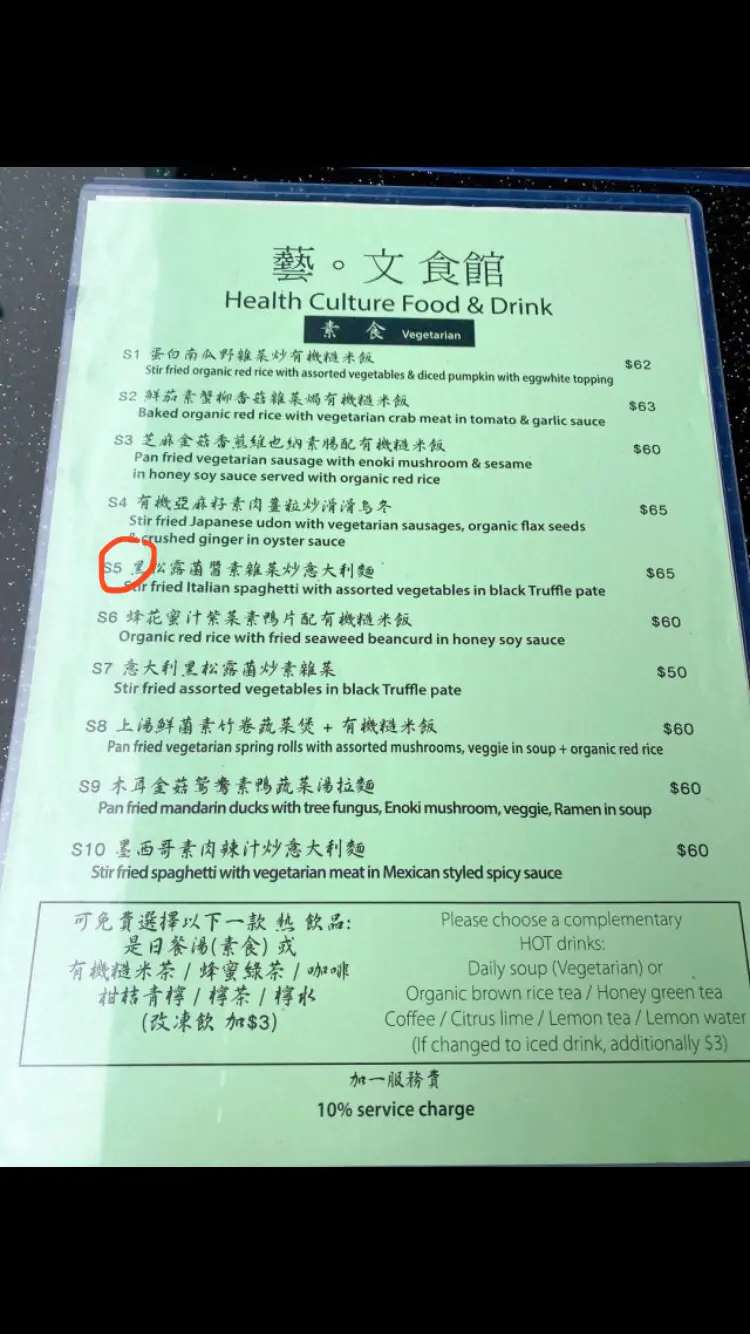 藝。文食館
Health Culture Food & Drink
素 食 Vegetarian
S1 蛋白南瓜野雜菜炒有機糙米飯 $62
Stir fried organic red rice with assorted vegetables & diced pumpkin with eggwhite topping
S2 鮮茄素蟹柳香菇雜菜焗有機糙米飯 $63
Baked organic red rice with vegetarian crab meat in tomato & garlic sauce
S3 芝麻金菇香煎維也納素腸配有機糙米飯 $60
Pan fried vegetarian sausage with enoki mushroom & sesame
in honey soy sauce served with organic red rice
S4 有機亞麻籽素肉薑粒炒滑滑烏冬 $65
Stir fried Japanese udon with vegetarian sausages, organic flax seeds
& crushed ginger in oyster sauce
S5 黑松露菌醬素雜菜炒意大利麵 $65
Stir fried Italian spaghetti with assorted vegetables in black Truffle pate
S6 蜂花蜜汁紫菜素鴨片配有機糙米飯 $60
Organic red rice with fried seaweed beancurd in honey soy sauce
S7 意大利黑松露菌炒素雜菜 $50
Stir fried assorted vegetables in black Truffle pate
S8 上湯鮮菌素竹卷蔬菜煲 + 有機糙米飯 $60
Pan fried vegetarian spring rolls with assorted mushrooms, veggie in soup + organic red rice
S9 木耳金菇鴛鴦素鴨蔬菜湯拉麵 $60
Pan fried mandarin ducks with tree fungus, Enoki mushroom, veggie, Ramen in soup
S10 墨西哥素肉辣汁炒意大利麵 $60
Stir fried spaghetti with vegetarian meat in Mexican styled spicy sauce
可免費選擇以下一款 熱 飲品:
是日餐湯(素食) 或
有機糙米茶 / 蜂蜜綠茶 / 咖啡
柑桔青檸 / 檸茶 / 檸水
(改凍飲 加$3)
Please choose a complementary
HOT drinks:
Daily soup (Vegetarian) or
Organic brown rice tea / Honey green tea
Coffee / Citrus lime / Lemon tea / Lemon water
(If changed to iced drink, additionally $3)
加一服務費
10% service charge